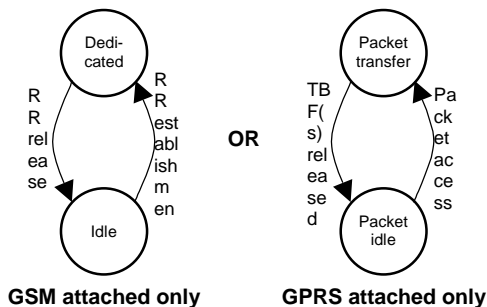 Dedi-
cated
R
R
rel
ea
se
R
R
est
abl
ish
m
en
Idle
GSM attached only
OR
Packet
transfer
TB
F(
s)
rel
ea
se
d
Pa
ck
et
ac
ce
ss
Packet
idle
GPRS attached only